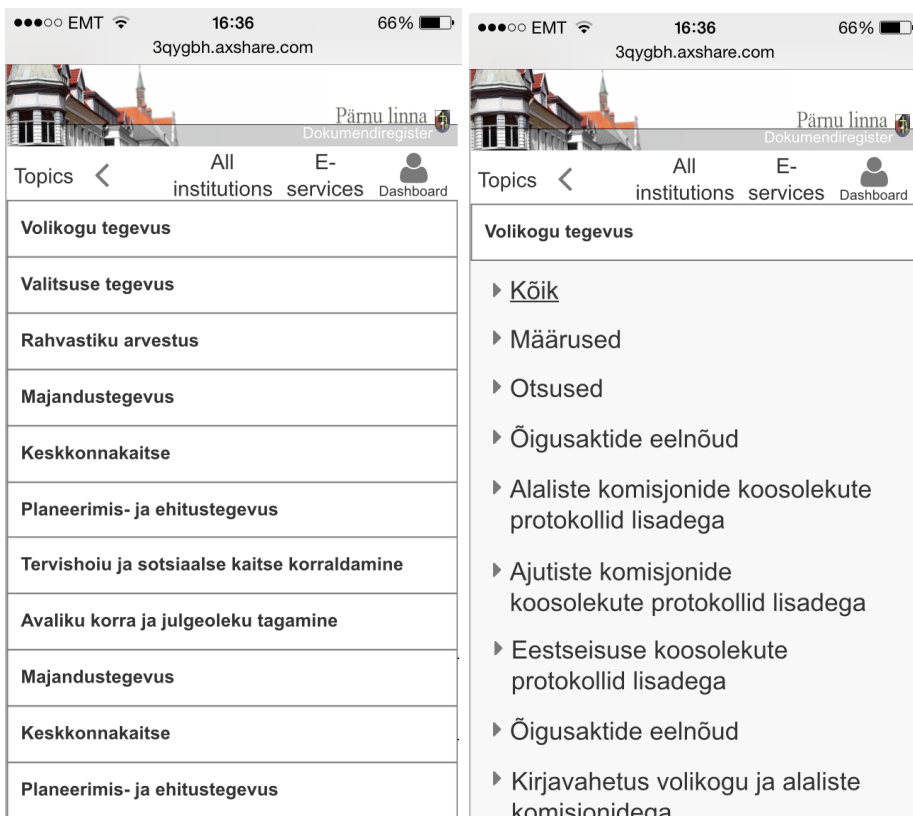 EMT 16:36 66%
3qygbh.axshare.com
Pärnu linna
Dokumendiregister
Topics
All
institutions
E-
services
Dashboard
Volikogu tegevus
Valitsuse tegevus
Rahvastiku arvestus
Majandustegevus
Keskkonnakaitse
Planeerimis- ja ehitustegevus
Tervishoiu ja sotsiaalse kaitse korraldamine
Avaliku korra ja julgeoleku tagamine
Majandustegevus
Keskkonnakaitse
Planeerimis- ja ehitustegevus
EMT 16:36 66%
3qygbh.axshare.com
Pärnu linna
Dokumendiregister
Topics
All
institutions
E-
services
Dashboard
Volikogu tegevus
Kõik
Määrused
Otsused
Õigusaktide eelnõud
Alaliste komisjonide koosolekute
protokollid lisadega
Ajutiste komisjonide
koosolekute protokollid lisadega
Eestseisuse koosolekute
protokollid lisadega
Õigusaktide eelnõud
Kirjavahetus volikogu ja alaliste
komisjonidega